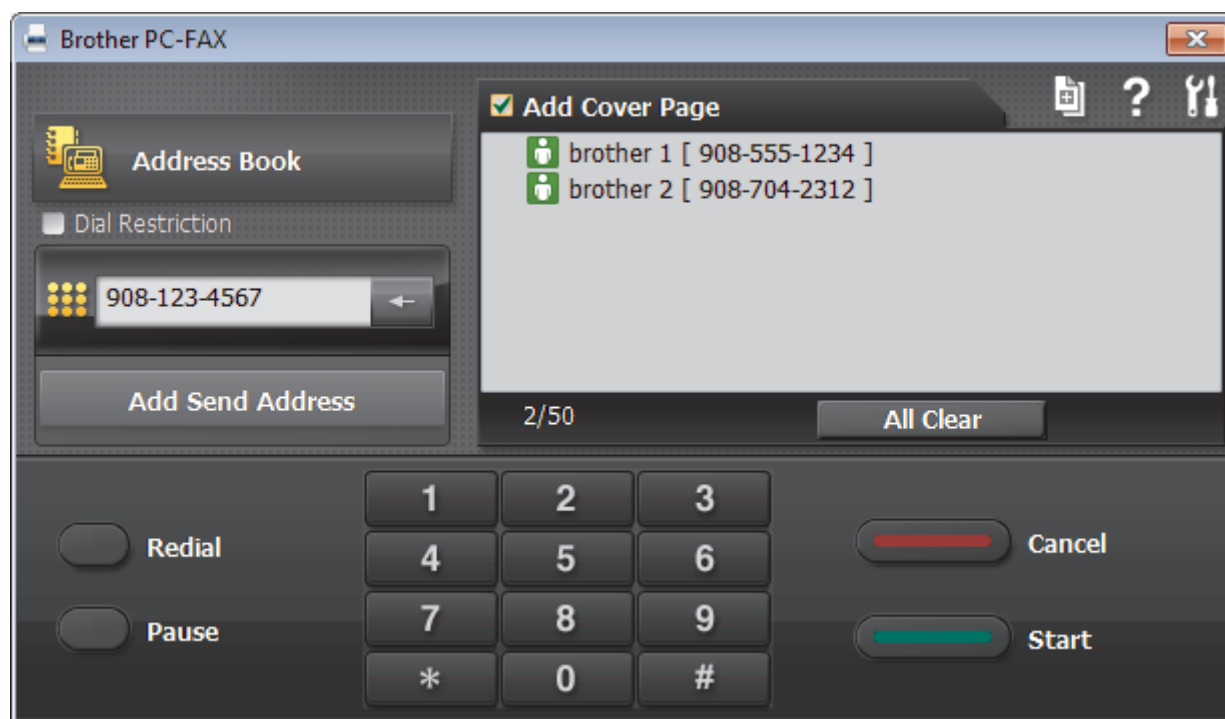 Brother PC-FAX
Address Book
Dial Restriction
908-123-4567
Add Send Address
Add Cover Page
?
brother 1 [ 908-555-1234 ]
brother 2 [ 908-704-2312 ]
2/50
All Clear
Redial
Pause
1 2 3
4 5 6
7 8 9
* 0 #
Cancel
Start